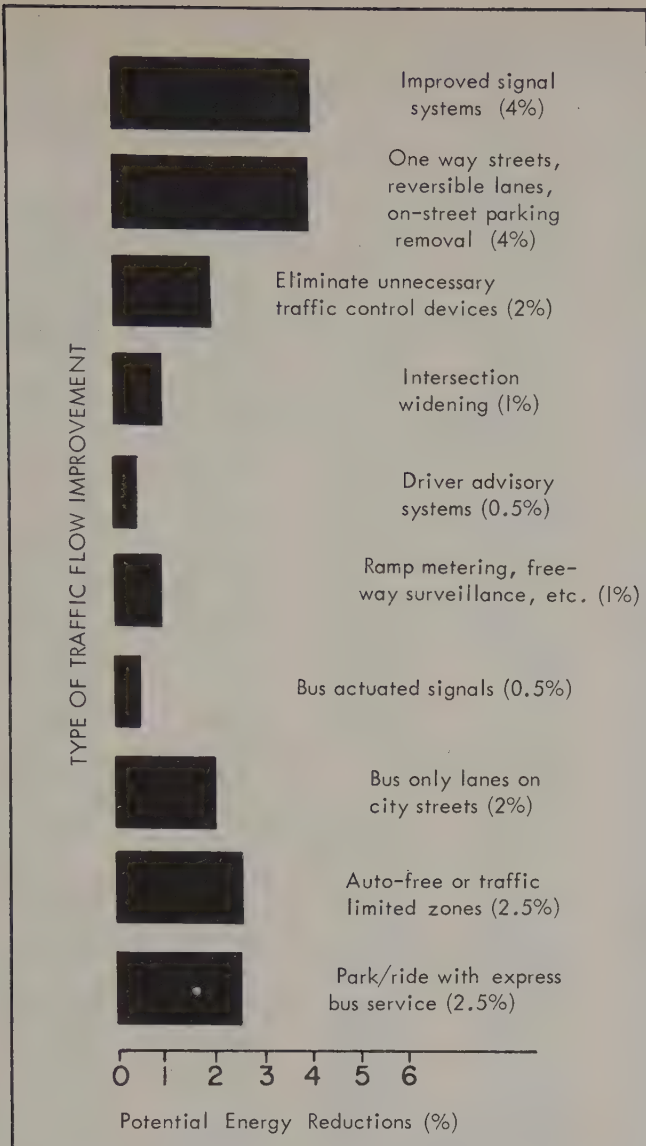 Improved signal
systems (4%)
One way streets,
reversible lanes,
on-street parking
removal (4%)
Eliminate unnecessary
traffic control devices (2%)
Intersection
widening (1%)
Driver advisory
systems (0.5%)
Ramp metering, free-
way surveillance, etc. (1%)
Bus actuated signals (0.5%)
Bus only lanes on
city streets (2%)
Auto-free or traffic
limited zones (2.5%)
Park/ride with express
bus service (2.5%)
TYPE OF TRAFFIC FLOW IMPROVEMENT
0 1 2 3 4 5 6
Potential Energy Reductions (%)